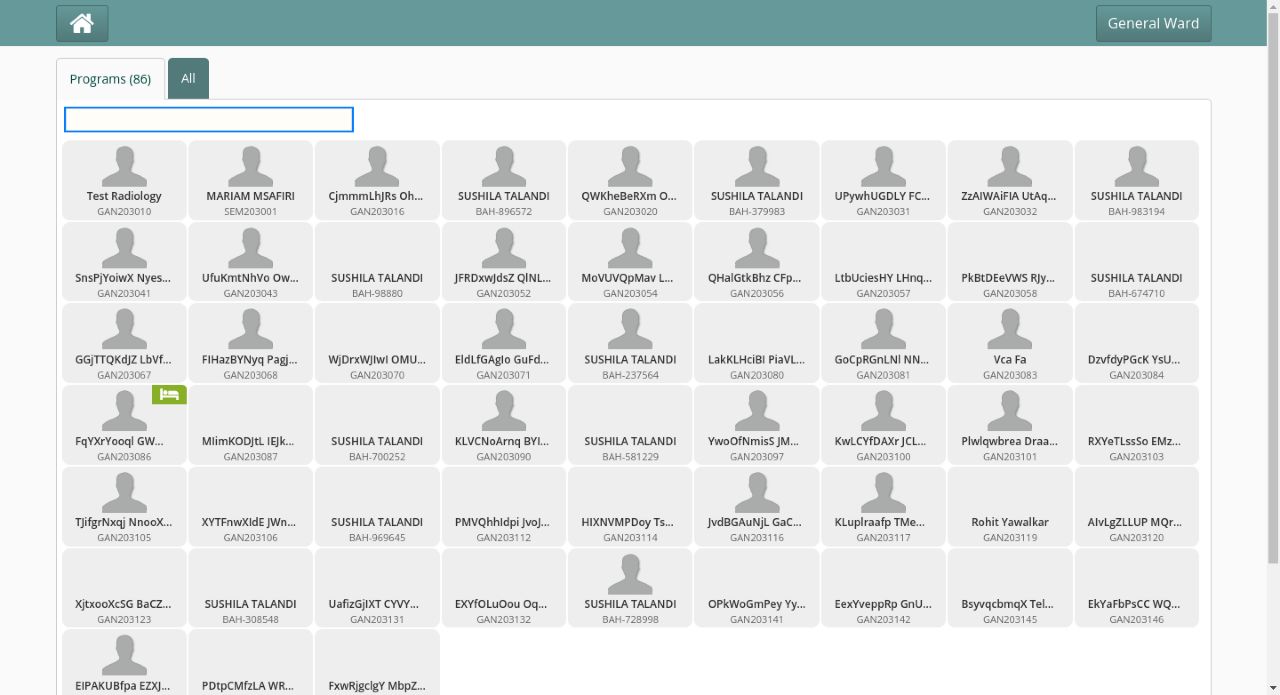 General Ward
Programs (86)
All
Test Radiology
GAN203010
MARIAM MSAFIRI
SEM203001
CjmmmLhJRs Oh...
GAN203016
SUSHILA TALANDI
BAH-896572
QWKheBeRXm O...
GAN203020
SUSHILA TALANDI
BAH-379983
UPywhUGDLY FC...
GAN203031
ZzAIWAiFIA UtAq...
GAN203032
SUSHILA TALANDI
BAH-983194
SnsPjYoiwX Nyes...
GAN203041
UfuKmtNhVo Ow...
GAN203043
SUSHILA TALANDI
BAH-98880
JFRDxwJdsZ QlNL...
GAN203052
MoVUVQpMav L...
GAN203054
QHalGtkBhz CFp...
GAN203056
LtbUciesHY LHnq...
GAN203057
PkBtDEeVWS RJy...
GAN203058
SUSHILA TALANDI
BAH-674710
GGjTTQKdJZ LbVf...
GAN203067
FIHazBYNyq Pagj...
GAN203068
WjDrxWJIwI OMU...
GAN203070
EldLfGAgIo GuFd...
GAN203071
SUSHILA TALANDI
BAH-237564
LakKLHciBI PiaVL...
GAN203080
GoCpRGnLNl NN...
GAN203081
Vca Fa
GAN203083
DzvfdyPGcK YsU...
GAN203084
FqYXrYooql GW...
GAN203086
MIimKODJtL IEJk...
GAN203087
SUSHILA TALANDI
BAH-700252
KLVCNoArnq BYI...
GAN203090
SUSHILA TALANDI
BAH-581229
YwoOfNmisS JM...
GAN203097
KwLCYfDAXr JCL...
GAN203100
Plwlqwbrea Draa...
GAN203101
RXYeTLssSo EMz...
GAN203103
TJifgrNxqj NnooX...
GAN203105
XYTFnwXIdE JWn...
GAN203106
SUSHILA TALANDI
BAH-969645
PMVQhhIdpi JvoJ...
GAN203112
HIXNVMPDoy Ts...
GAN203114
JvdBGAuNjL GaC...
GAN203116
KLuplraafp TMe...
GAN203117
Rohit Yawalkar
GAN203119
AIvLgZLLUP MQr...
GAN203120
XjtxooXcSG BaCZ...
GAN203123
SUSHILA TALANDI
BAH-308548
UafizGjIXT CYVY...
GAN203131
EXYfOLuOou Oq...
GAN203132
SUSHILA TALANDI
BAH-728998
OPkWoGmPey Yy...
GAN203141
EexYveppRp GnU...
GAN203142
BsyvqcbmqX Tel...
GAN203145
EkYaFbPsCC WQ...
GAN203146
EIPAKUBfpa EZXJ...
PDtpCMfzLA WR...
FxwRjgclgY MbpZ...